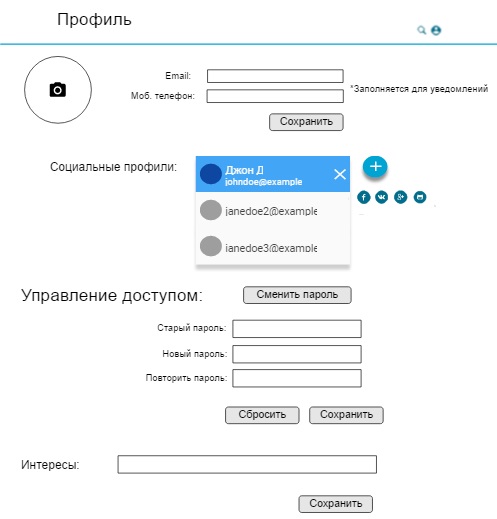 Профиль
Email:
Моб. телефон:
*Заполняется для уведомлений
Сохранить
Социальные профили:
Джон Д
johndoe@example
janedoe2@example
janedoe3@example
Управление доступом:
Сменить пароль
Старый пароль:
Новый пароль:
Повторить пароль:
Сбросить
Сохранить
Интересы:
Сохранить